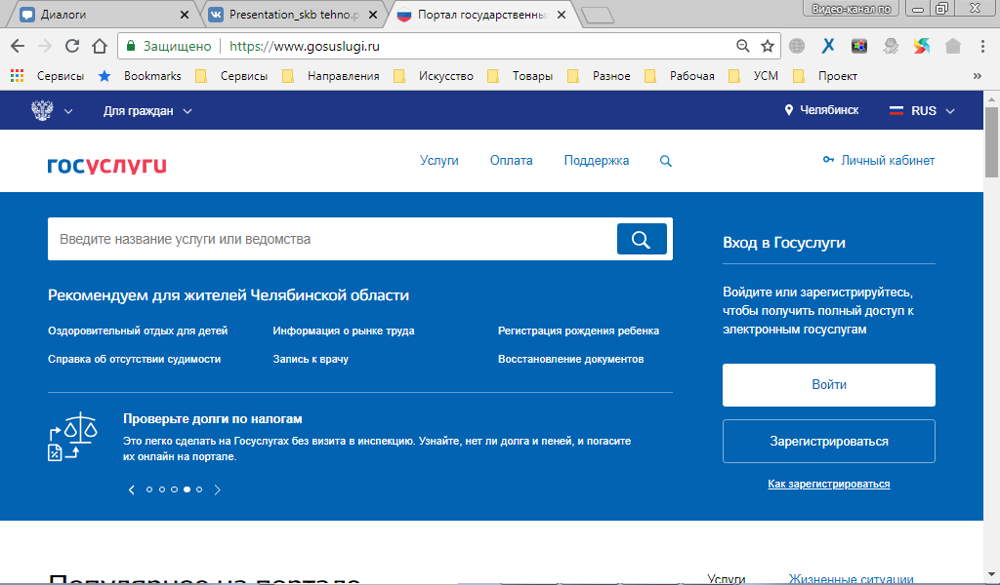 Диалоги
Presentation_skb tehno.p
Портал государственны
Видео-канал по
Защищено
https://www.gosuslugi.ru
Сервисы
Bookmarks
Сервисы
Направления
Искусство
Товары
Разное
Рабочая
УСМ
Проект
»
Для граждан
Челябинск
RUS
госуслуги
Услуги
Оплата
Поддержка
Личный кабинет
Введите название услуги или ведомства
Рекомендуем для жителей Челябинской области
Оздоровительный отдых для детей
Информация о рынке труда
Регистрация рождения ребенка
Справка об отсутствии судимости
Запись к врачу
Восстановление документов
Проверьте долги по налогам
Это легко сделать на Госуслугах без визита в инспекцию. Узнайте, нет ли долга и пеней, и погасите
их онлайн на портале.
Вход в Госуслуги
Войдите или зарегистрируйтесь,
чтобы получить полный доступ к
электронным госуслугам
Войти
Зарегистрироваться
Как зарегистрироваться
Популярное на портале
Услуги
Жизненные ситуации